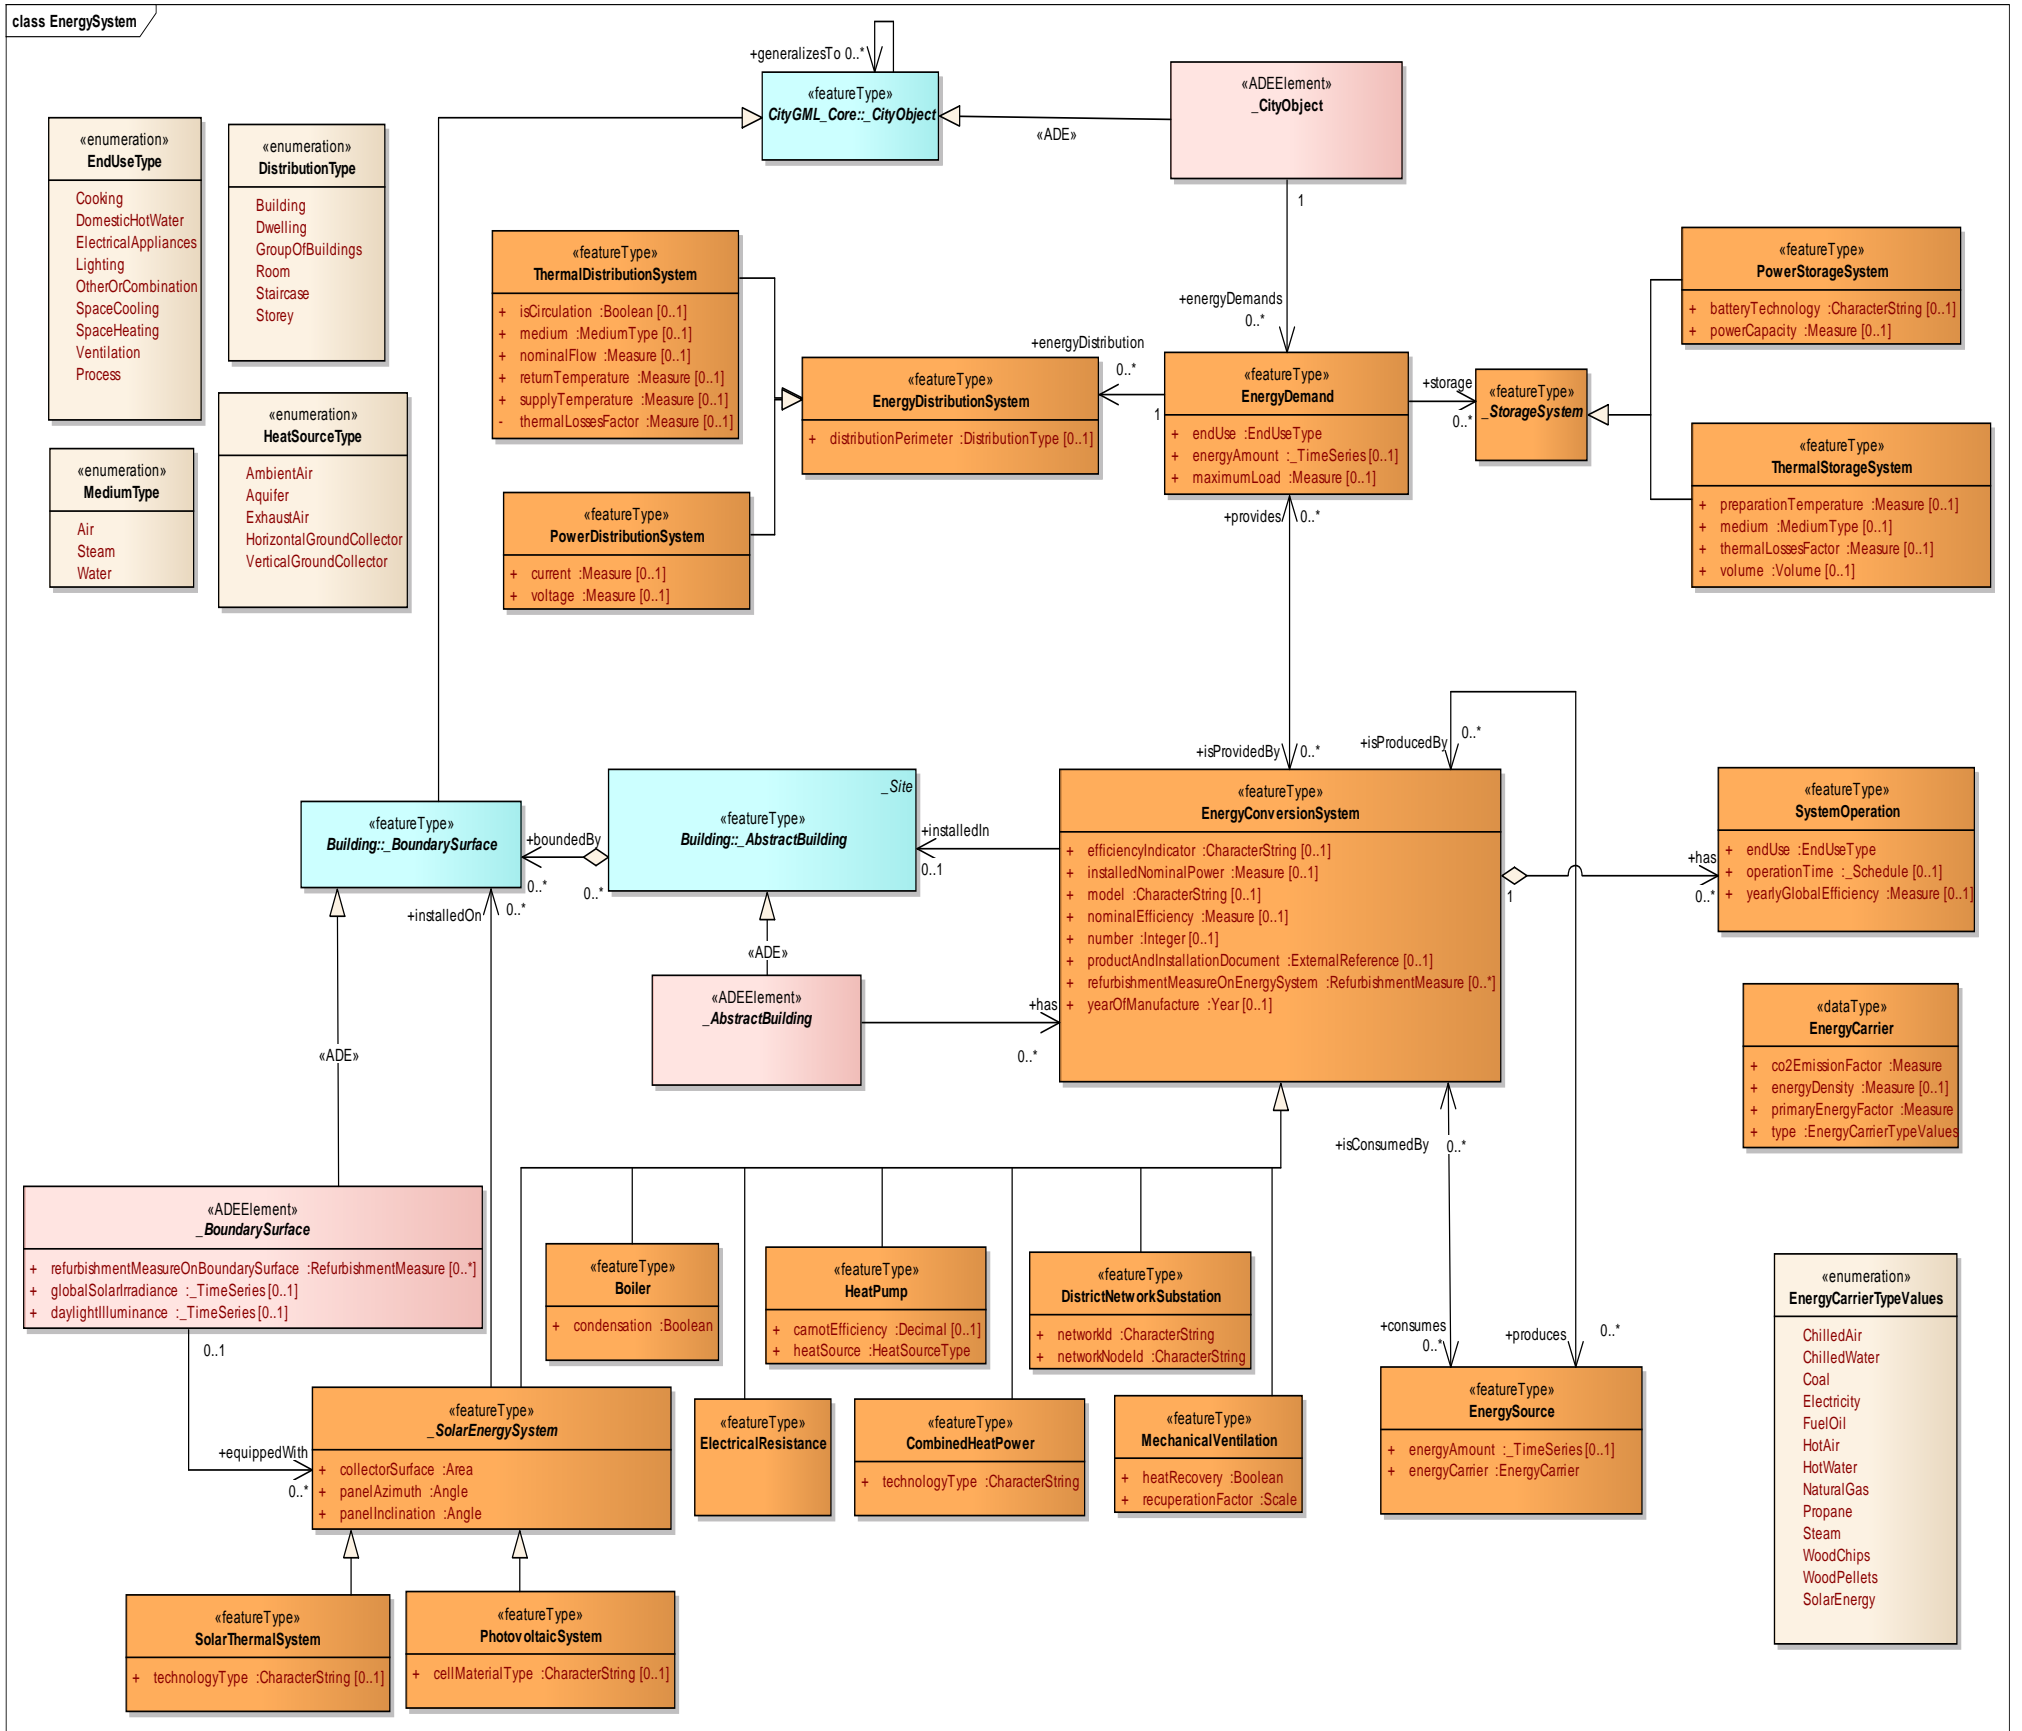 class EnergySystem
+generalizesTo 0..*
«featureType»
CityGML_Core::_CityObject
«ADEElement»
_CityObject
«ADE»
1
«enumeration»
EndUseType
Cooking
DomesticHotWater
ElectricalAppliances
Lighting
OtherOrCombination
SpaceCooling
SpaceHeating
Ventilation
Process
«enumeration»
DistributionType
Building
Dwelling
GroupOfBuildings
Room
Staircase
Storey
«enumeration»
MediumType
Air
Steam
Water
«enumeration»
HeatSourceType
AmbientAir
Aquifer
ExhaustAir
HorizontalGroundCollector
VerticalGroundCollector
«featureType»
ThermalDistributionSystem
+ isCirculation :Boolean [0..1]
+ medium :MediumType [0..1]
+ nominalFlow :Measure [0..1]
+ returnTemperature :Measure [0..1]
+ supplyTemperature :Measure [0..1]
- thermalLossesFactor :Measure [0..1]
«featureType»
PowerDistributionSystem
+ current :Measure [0..1]
+ voltage :Measure [0..1]
+energyDistribution
0..*
1
«featureType»
EnergyDistributionSystem
+ distributionPerimeter :DistributionType [0..1]
+energyDemands
0..*
«featureType»
EnergyDemand
+ endUse :EndUseType
+ energyAmount :_TimeSeries [0..1]
+ maximumLoad :Measure [0..1]
+provides
0..*
+storage
0..*
«featureType»
_StorageSystem
«featureType»
PowerStorageSystem
+ batteryTechnology :CharacterString [0..1]
+ powerCapacity :Measure [0..1]
«featureType»
ThermalStorageSystem
+ preparationTemperature :Measure [0..1]
+ medium :MediumType [0..1]
+ thermalLossesFactor :Measure [0..1]
+ volume :Volume [0..1]
+isProvidedBy
0..*
+isProducedBy
0..*
«featureType»
Building::_BoundarySurface
+boundedBy
0..*
0..*
+installedOn
0..*
_Site
«featureType»
Building::_AbstractBuilding
+installedIn
0..1
«featureType»
EnergyConversionSystem
+ efficiencyIndicator :CharacterString [0..1]
+ installedNominalPower :Measure [0..1]
+ model :CharacterString [0..1]
+ nominalEfficiency :Measure [0..1]
+ number :Integer [0..1]
+ productAndInstallationDocument :ExternalReference [0..1]
+ refurbishmentMeasureOnEnergySystem :RefurbishmentMeasure [0..*]
+ yearOfManufacture :Year [0..1]
1
+has
0..*
«featureType»
SystemOperation
+ endUse :EndUseType
+ operationTime :_Schedule [0..1]
+ yearlyGlobalEfficiency :Measure [0..1]
«ADE»
«ADEElement»
_AbstractBuilding
+has
0..*
«dataType»
EnergyCarrier
+ co2EmissionFactor :Measure
+ energyDensity :Measure [0..1]
+ primaryEnergyFactor :Measure
+ type :EnergyCarrierTypeValues
«ADE»
+isConsumedBy
0..*
«ADEElement»
_BoundarySurface
+ refurbishmentMeasureOnBoundarySurface :RefurbishmentMeasure [0..*]
+ globalSolarIrradiance :_TimeSeries [0..1]
+ daylightIlluminance :_TimeSeries [0..1]
0..1
+equippedWith
0..*
«featureType»
Boiler
+ condensation :Boolean
«featureType»
HeatPump
+ carnotEfficiency :Decimal [0..1]
+ heatSource :HeatSourceType
«featureType»
DistrictNetworkSubstation
+ networkId :CharacterString
+ networkNodeId :CharacterString
+consumes
0..*
+produces
0..*
«featureType»
_SolarEnergySystem
+ collectorSurface :Area
+ panelAzimuth :Angle
+ panelInclination :Angle
«featureType»
ElectricalResistance
«featureType»
CombinedHeatPower
+ technologyType :CharacterString
«featureType»
MechanicalVentilation
+ heatRecovery :Boolean
+ recuperationFactor :Scale
«featureType»
EnergySource
+ energyAmount :_TimeSeries [0..1]
+ energyCarrier :EnergyCarrier
«enumeration»
EnergyCarrierTypeValues
ChilledAir
ChilledWater
Coal
Electricity
FuelOil
HotAir
HotWater
NaturalGas
Propane
Steam
WoodChips
WoodPellets
SolarEnergy
«featureType»
SolarThermalSystem
+ technologyType :CharacterString [0..1]
«featureType»
PhotovoltaicSystem
+ cellMaterialType :CharacterString [0..1]